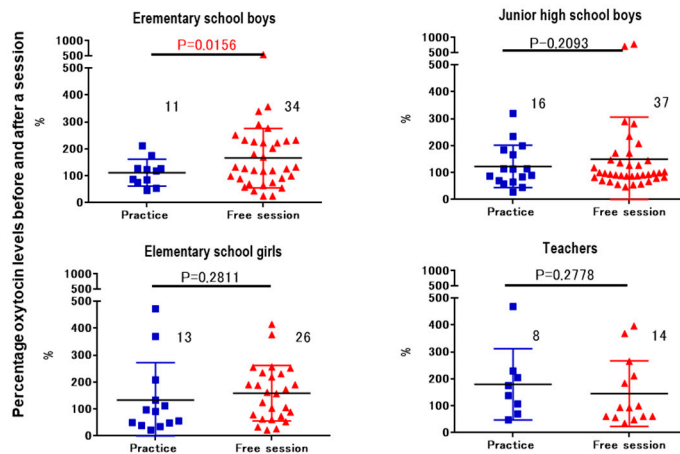 Percentage oxytocin levels before and after a session
Erementary school boys
P=0.0156
1000
500
500
400
300
200
100
0
%
11
34
Practice
Free session
Junior high school boys
P-0.2093
1000
500
500
400
300
200
100
0
%
16
37
Practice
Free session
Elementary school girls
P=0.2811
1000
500
500
400
300
200
100
0
%
13
26
Practice
Free session
Teachers
P=0.2778
1000
500
500
400
300
200
100
0
%
8
14
Practice
Free session